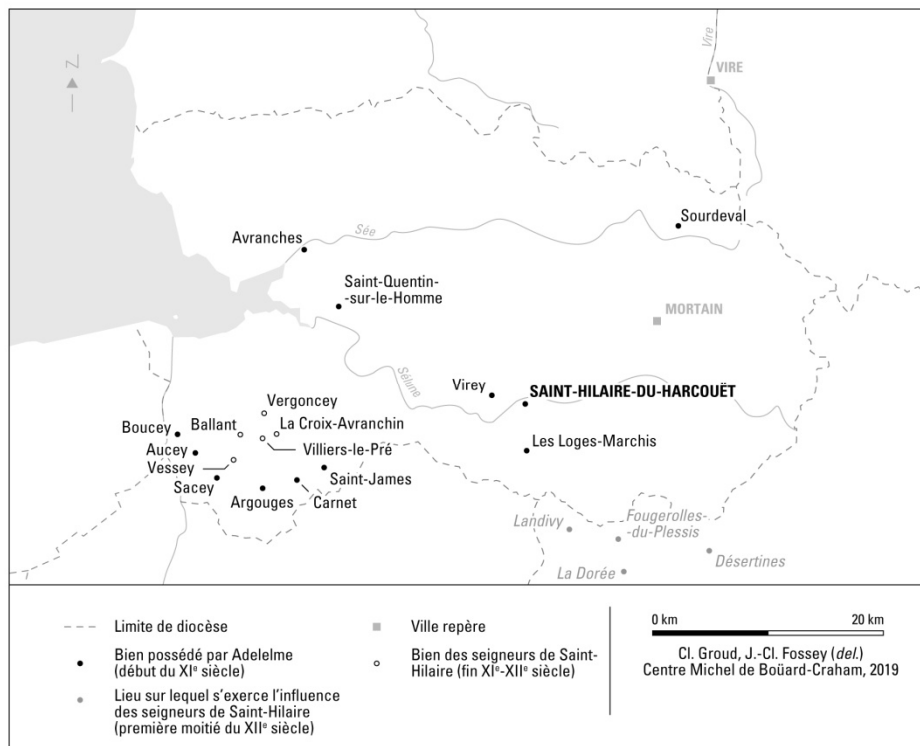 Z
Vire
VIRE
Sourdeval
Sée
Avranches
Saint-Quentin-
-sur-le-Homme
MORTAIN
Sélune
Virey
SAINT-HILAIRE-DU-HARCOUËT
Vergoncey
Boucey
Ballant
La Croix-Avranchin
Aucey
Villiers-le-Pré
Les Loges-Marchis
Vessey
Saint-James
Sacey
Argouges
Carnet
Landivy
Fougerolles-
-du-Plessis
Désertines
La Dorée
Limite de diocèse
Bien possédé par Adelelme
(début du XIe siècle)
Lieu sur lequel s'exerce l'influence
des seigneurs de Saint-Hilaire
(première moitié du XIIe siècle)
Ville repère
Bien des seigneurs de Saint-
Hilaire (fin XIe-XIIe siècle)
0 km 20 km
Cl. Groud, J.-Cl. Fossey (del.)
Centre Michel de Boüard-Craham, 2019